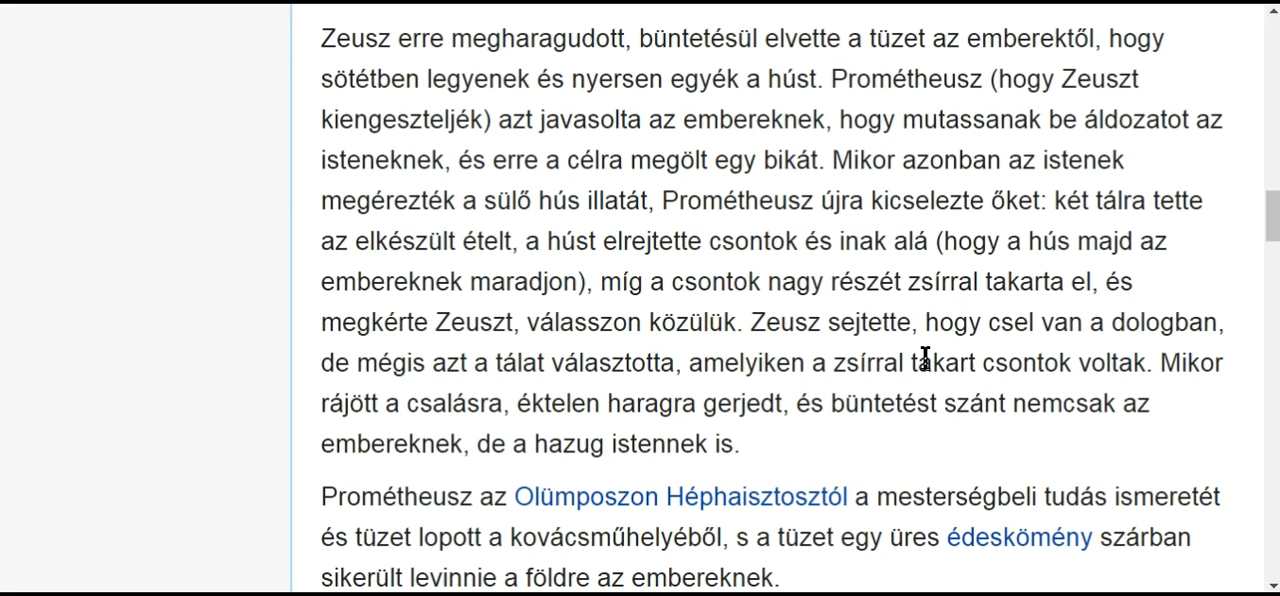 Zeusz erre megharagudott, büntetésül elvette a tüzet az emberektől, hogy
sötétben legyenek és nyersen egyék a húst. Prométheusz (hogy Zeuszt
kiengeszteljék) azt javasolta az embereknek, hogy mutassanak be áldozatot az
isteneknek, és erre a célra megölt egy bikát. Mikor azonban az istenek
megérezték a sülő hús illatát, Prométheusz újra kicselezte őket: két tálra tette
az elkészült ételt, a húst elrejtette csontok és inak alá (hogy a hús majd az
embereknek maradjon), míg a csontok nagy részét zsírral takarta el, és
megkérte Zeuszt, válasszon közülük. Zeusz sejtette, hogy csel van a dologban,
de mégis azt a tálat választotta, amelyiken a zsírral takart csontok voltak. Mikor
rájött a csalásra, éktelen haragra gerjedt, és büntetést szánt nemcsak az
embereknek, de a hazug istennek is.
Prométheusz az Olümposzon Héphaisztosztól a mesterségbeli tudás ismeretét
és tüzet lopott a kovácsműhelyéből, s a tüzet egy üres édeskömény szárban
sikerült levinnie a földre az embereknek.